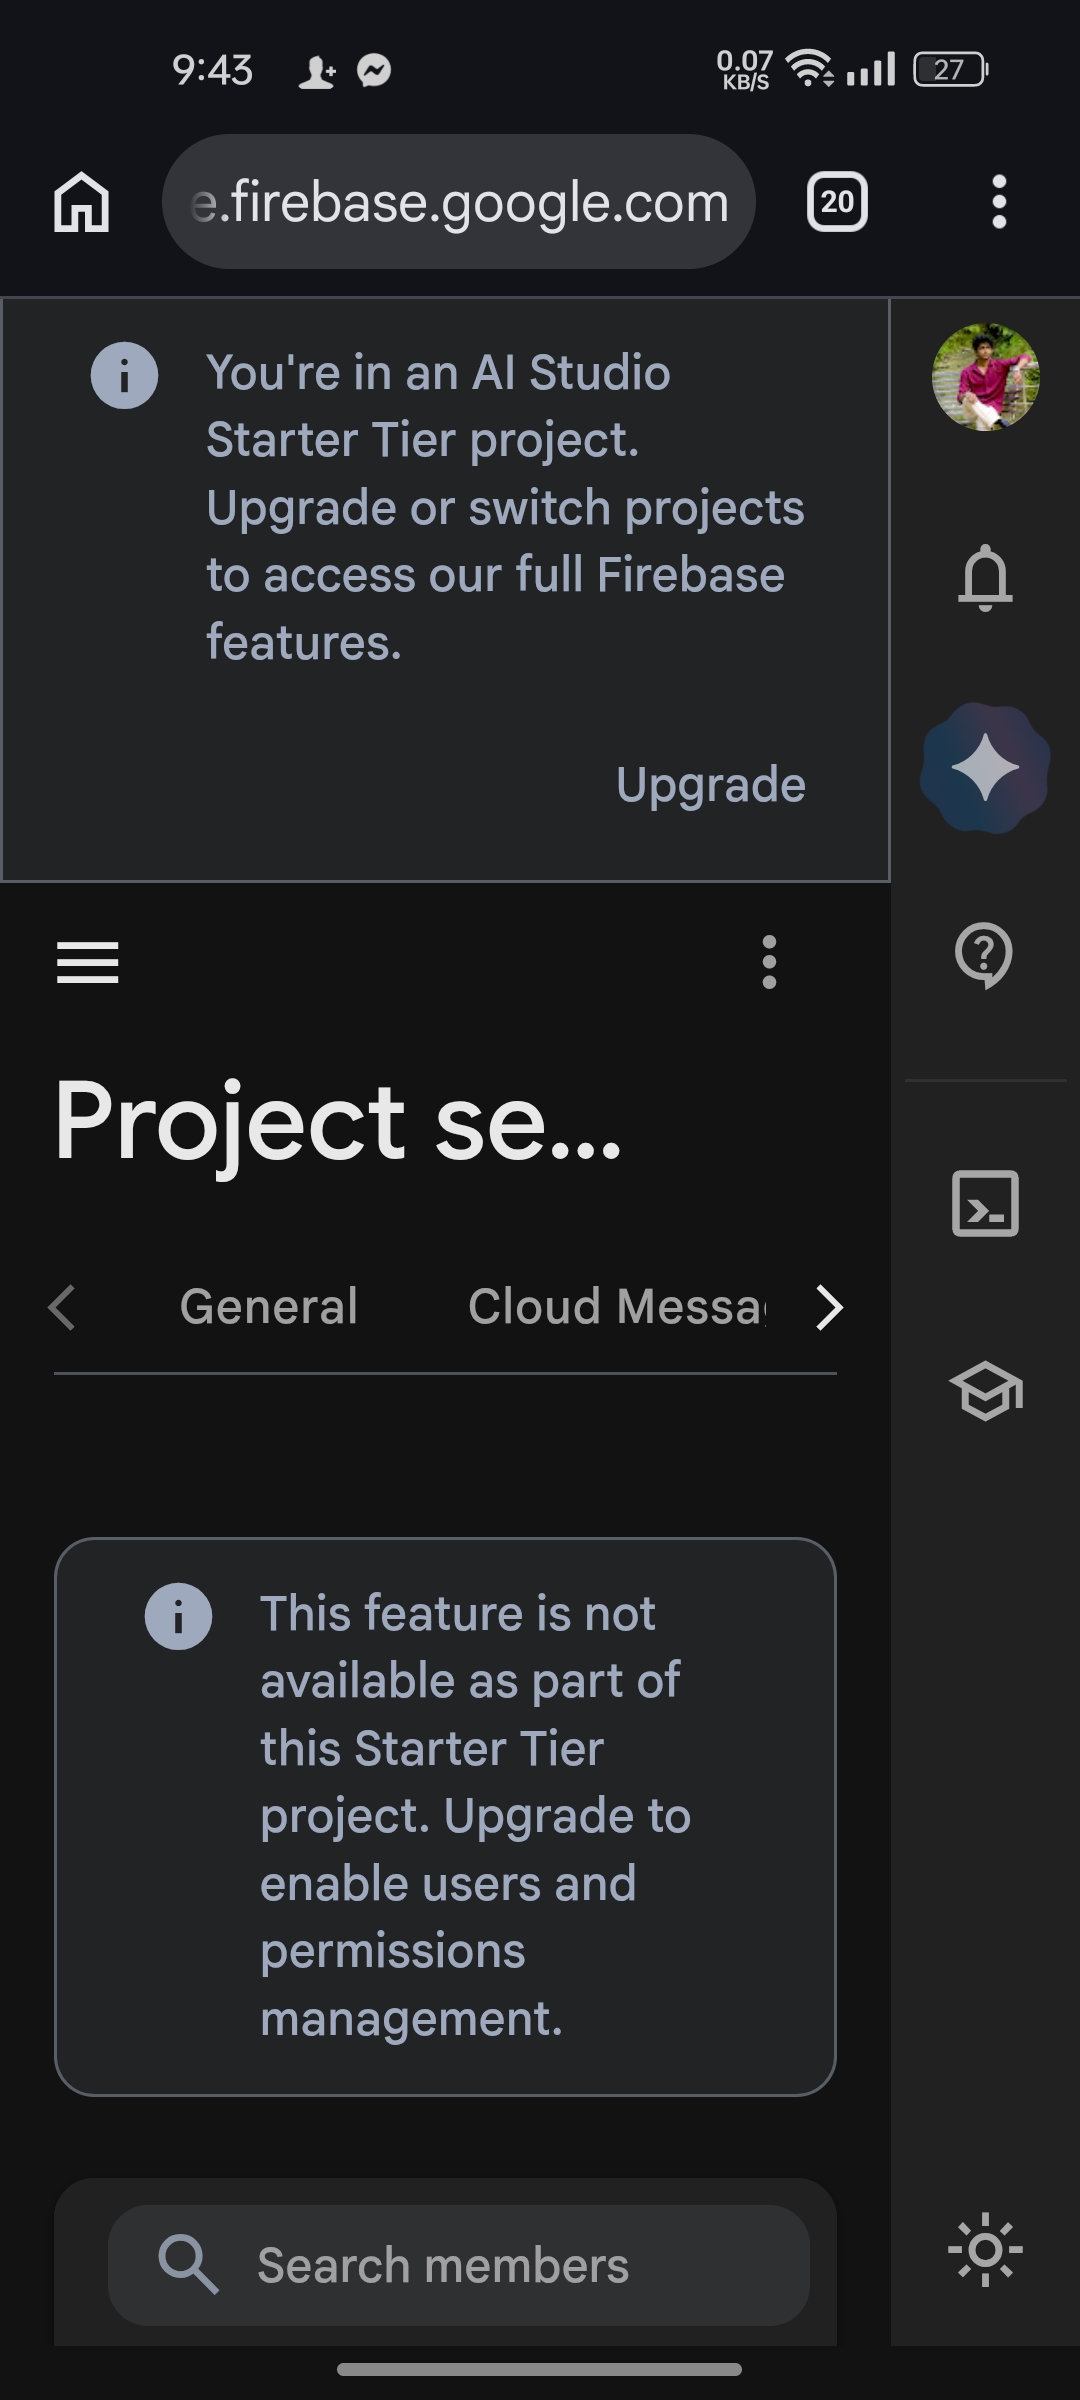 9:43
0.07
KB/S
27
e.firebase.google.com
20
You're in an AI Studio
Starter Tier project.
Upgrade or switch projects
to access our full Firebase
features.
Upgrade
Project se...
General
Cloud Messag
This feature is not
available as part of
this Starter Tier
project. Upgrade to
enable users and
permissions
management.
Search members